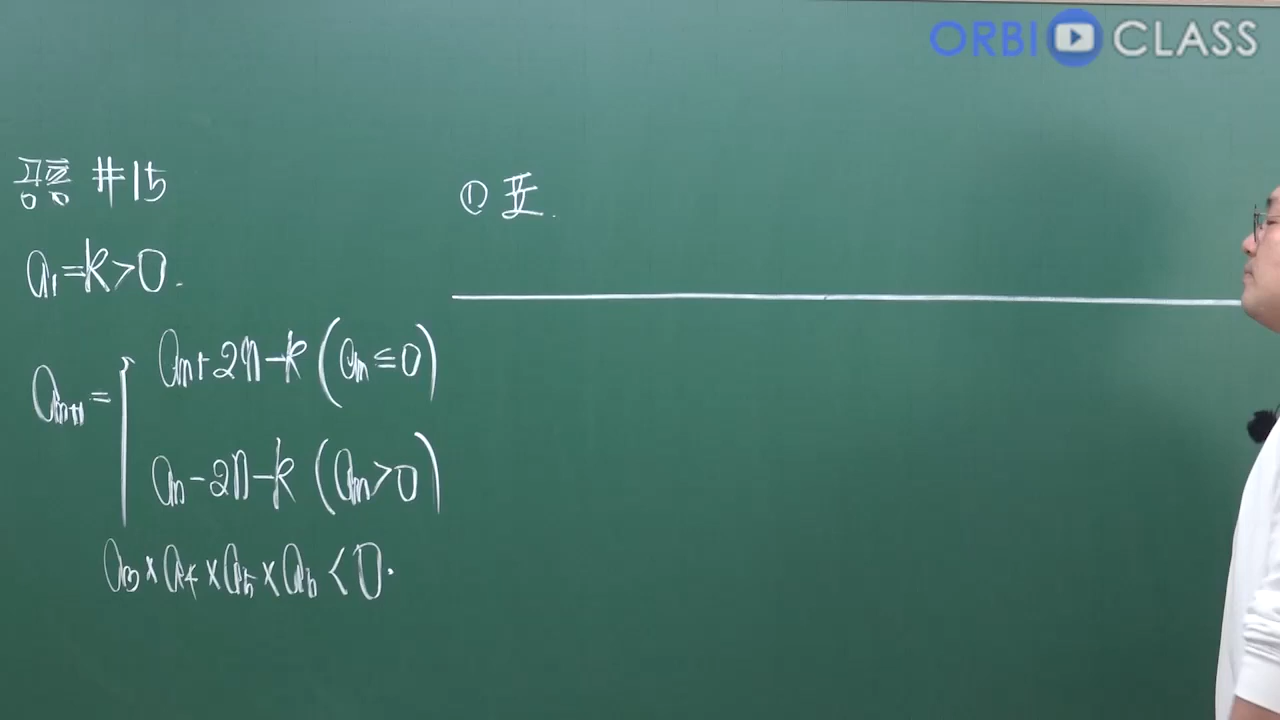 ORBI CLASS
공통 #15
a₁=k>0.
aₙ₊₁= { aₙ+2n-k (aₙ≤0)
aₙ-2n-k (aₙ>0)
a₃×a₄×a₅×a₆<0.
①